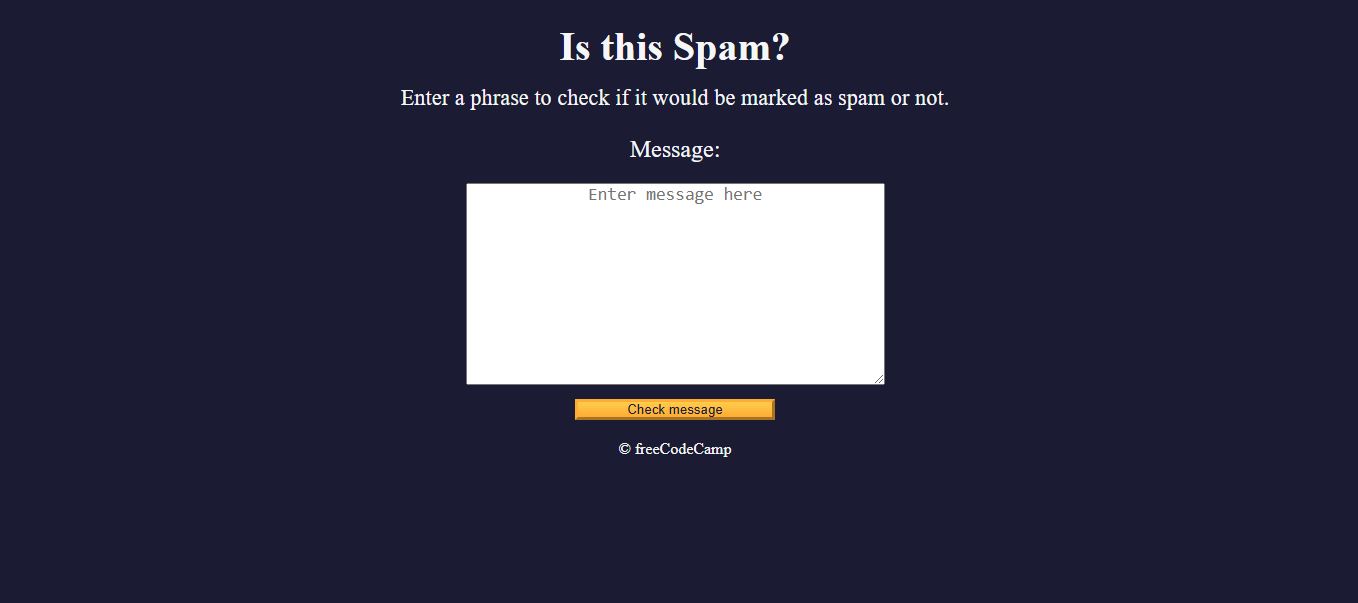 Is this Spam?
Enter a phrase to check if it would be marked as spam or not.
Message:
Enter message here
Check message
© freeCodeCamp